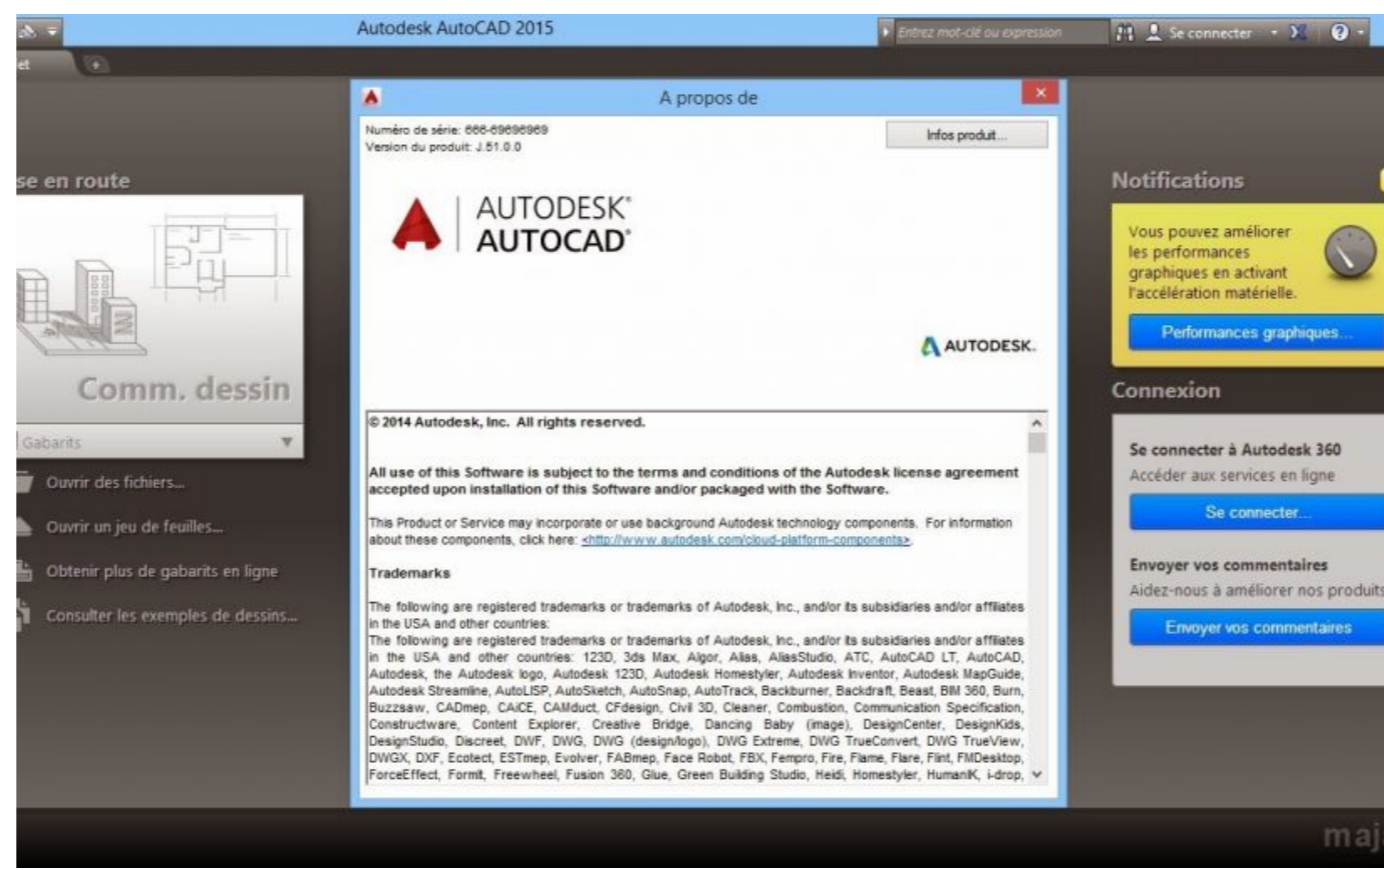 Autodesk AutoCAD 2015
Entrez mot-clé ou expression
Se connecter
et
A propos de
Numéro de série: 666-69696969
Version du produit: J.51.0.0
Infos produit...
AUTODESK®
AUTOCAD®
AUTODESK.
© 2014 Autodesk, Inc. All rights reserved.
All use of this Software is subject to the terms and conditions of the Autodesk license agreement
accepted upon installation of this Software and/or packaged with the Software.
This Product or Service may incorporate or use background Autodesk technology components. For information
about these components, click here: <http://www.autodesk.com/cloud-platform-components>.
Trademarks
The following are registered trademarks or trademarks of Autodesk, Inc., and/or its subsidiaries and/or affiliates
in the USA and other countries:
The following are registered trademarks or trademarks of Autodesk, Inc., and/or its subsidiaries and/or affiliates
in the USA and other countries: 123D, 3ds Max, Algor, Alias, AliasStudio, ATC, AutoCAD LT, AutoCAD,
Autodesk, the Autodesk logo, Autodesk 123D, Autodesk Homestyler, Autodesk Inventor, Autodesk MapGuide,
Autodesk Streamline, AutoLISP, AutoSketch, AutoSnap, AutoTrack, Backburner, Backdraft, Beast, BIM 360, Burn,
Buzzsaw, CADmep, CAiCE, CAMduct, CFdesign, Civil 3D, Cleaner, Combustion, Communication Specification,
Constructware, Content Explorer, Creative Bridge, Dancing Baby (image), DesignCenter, DesignKids,
DesignStudio, Discreet, DWF, DWG, DWG (design/logo), DWG Extreme, DWG TrueConvert, DWG TrueView,
DWGX, DXF, Ecotect, ESTmep, Evolver, FABmep, Face Robot, FBX, Fempro, Fire, Flame, Flare, Flint, FMDesktop,
ForceEffect, FormIt, Freewheel, Fusion 360, Glue, Green Building Studio, Heidi, Homestyler, HumanIK, i-drop,
se en route
Comm. dessin
Gabarits
Ouvrir des fichiers...
Ouvrir un jeu de feuilles...
Obtenir plus de gabarits en ligne
Consulter les exemples de dessins...
Notifications
Vous pouvez améliorer
les performances
graphiques en activant
l'accélération matérielle.
Performances graphiques...
Connexion
Se connecter à Autodesk 360
Accéder aux services en ligne
Se connecter...
Envoyer vos commentaires
Aidez-nous à améliorer nos produits
Envoyer vos commentaires